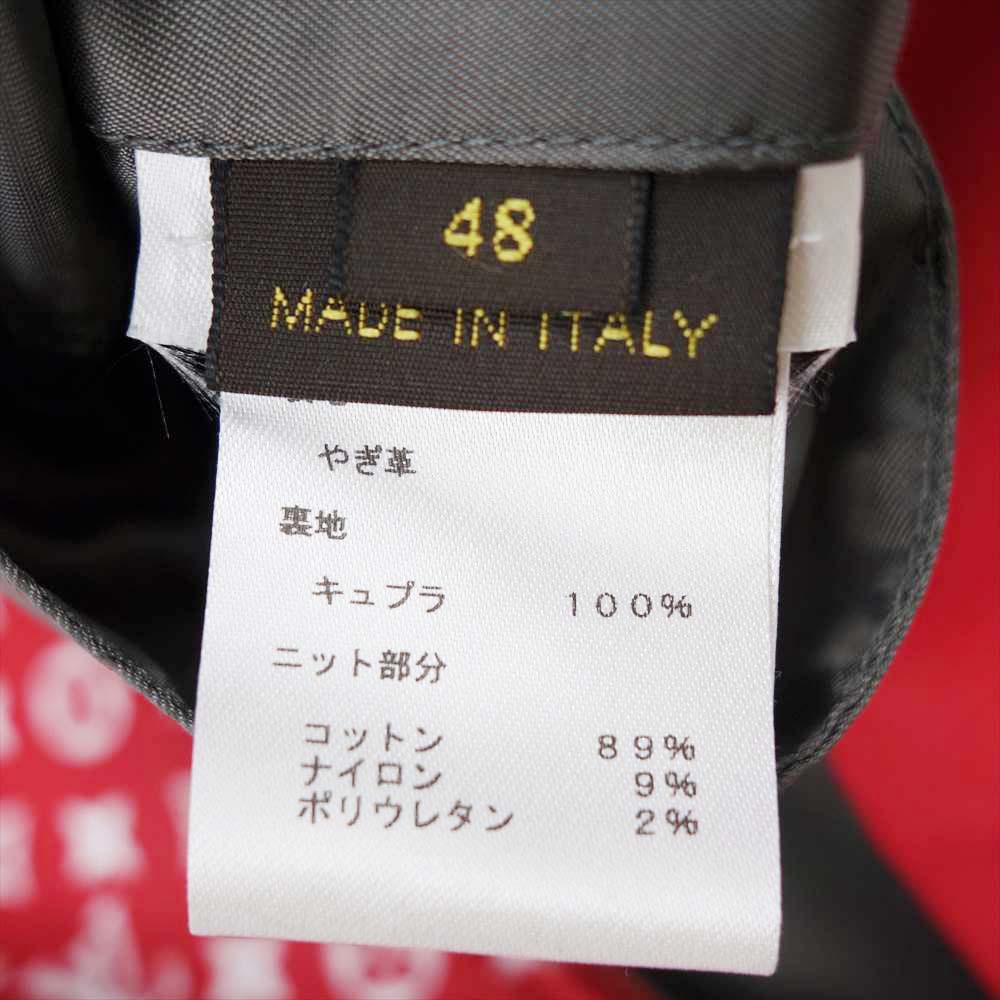 48
MADE IN ITALY
やぎ革
裏地
キュプラ 100%
ニット部分
コットン 89%
ナイロン 9%
ポリウレタン 2%